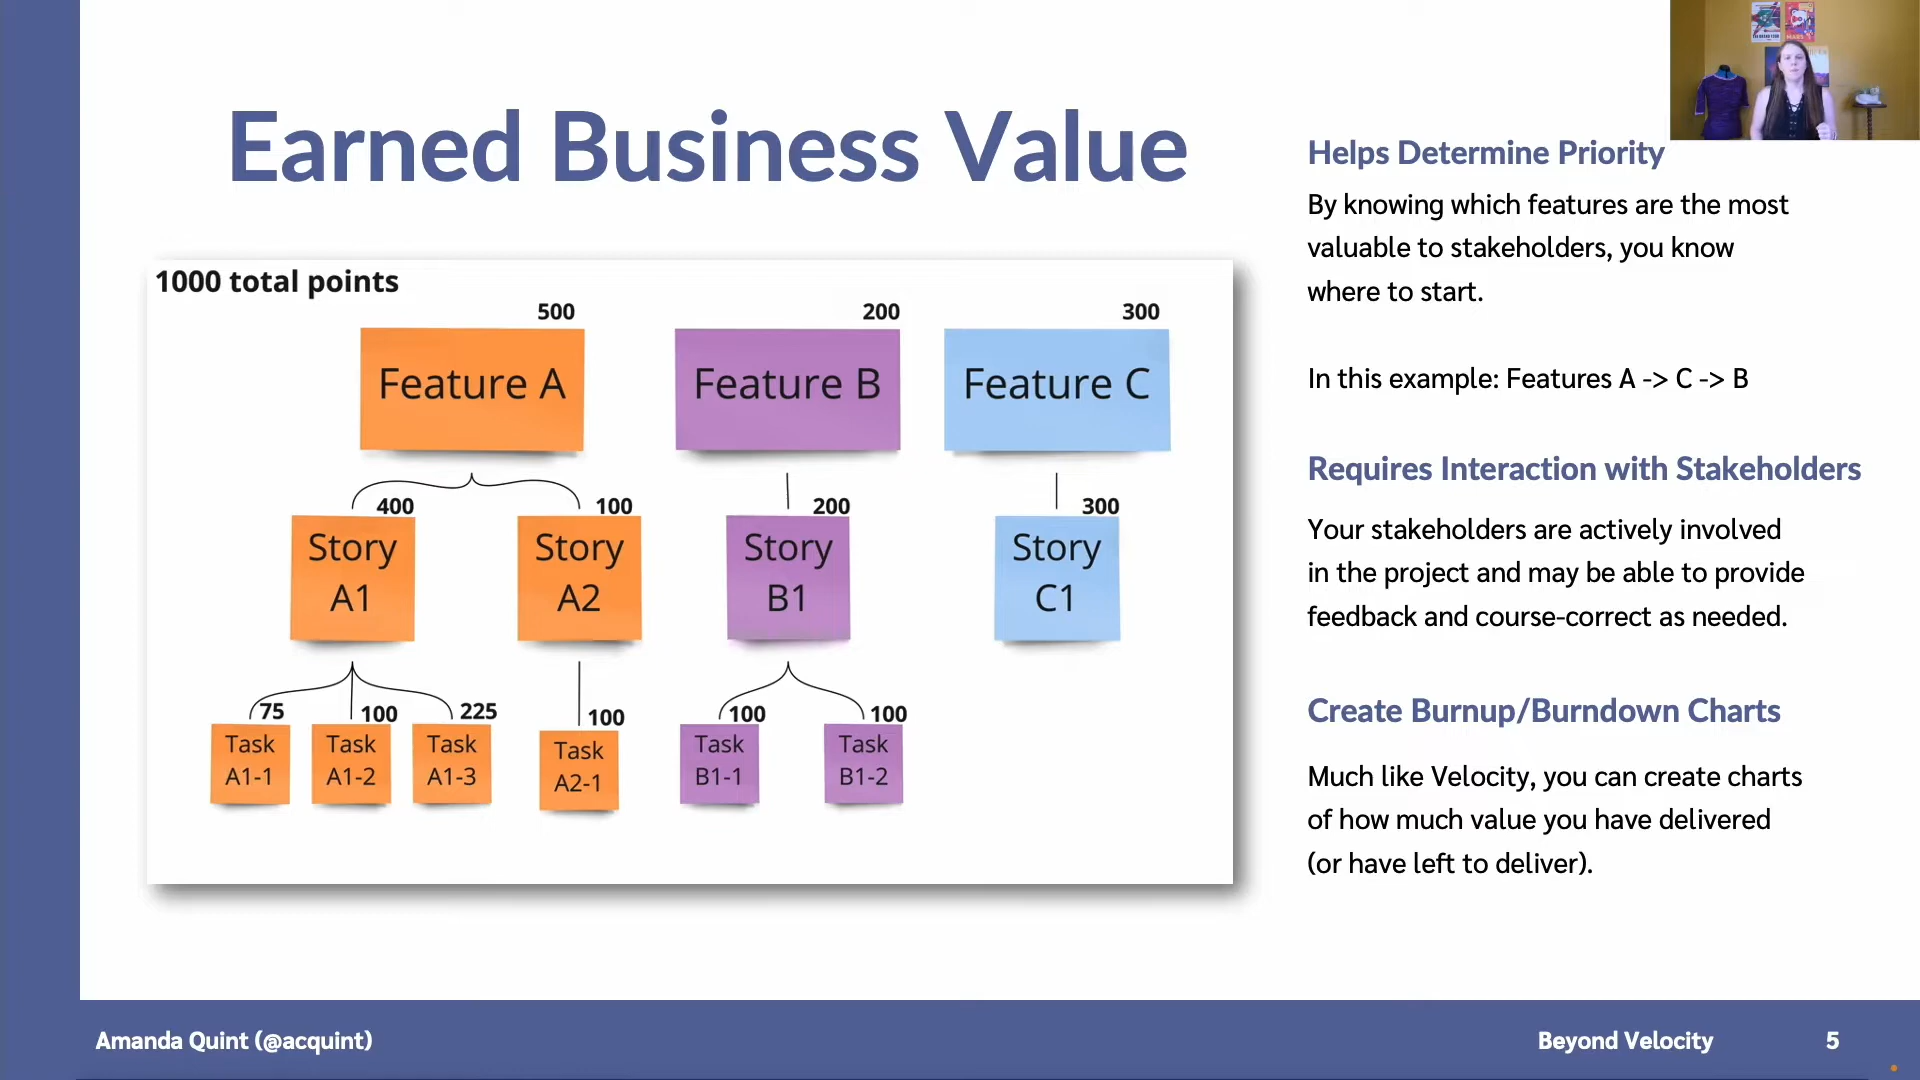 Earned Business Value
1000 total points
500
200
300
Feature A
Feature B
Feature C
400
100
200
300
Story
A1
Story
A2
Story
B1
Story
C1
75
100
225
100
100
100
Task
A1-1
Task
A1-2
Task
A1-3
Task
A2-1
Task
B1-1
Task
B1-2
Helps Determine Priority
By knowing which features are the most
valuable to stakeholders, you know
where to start.
In this example: Features A -> C -> B
Requires Interaction with Stakeholders
Your stakeholders are actively involved
in the project and may be able to provide
feedback and course-correct as needed.
Create Burnup/Burndown Charts
Much like Velocity, you can create charts
of how much value you have delivered
(or have left to deliver).
Amanda Quint (@acquint)
Beyond Velocity
5